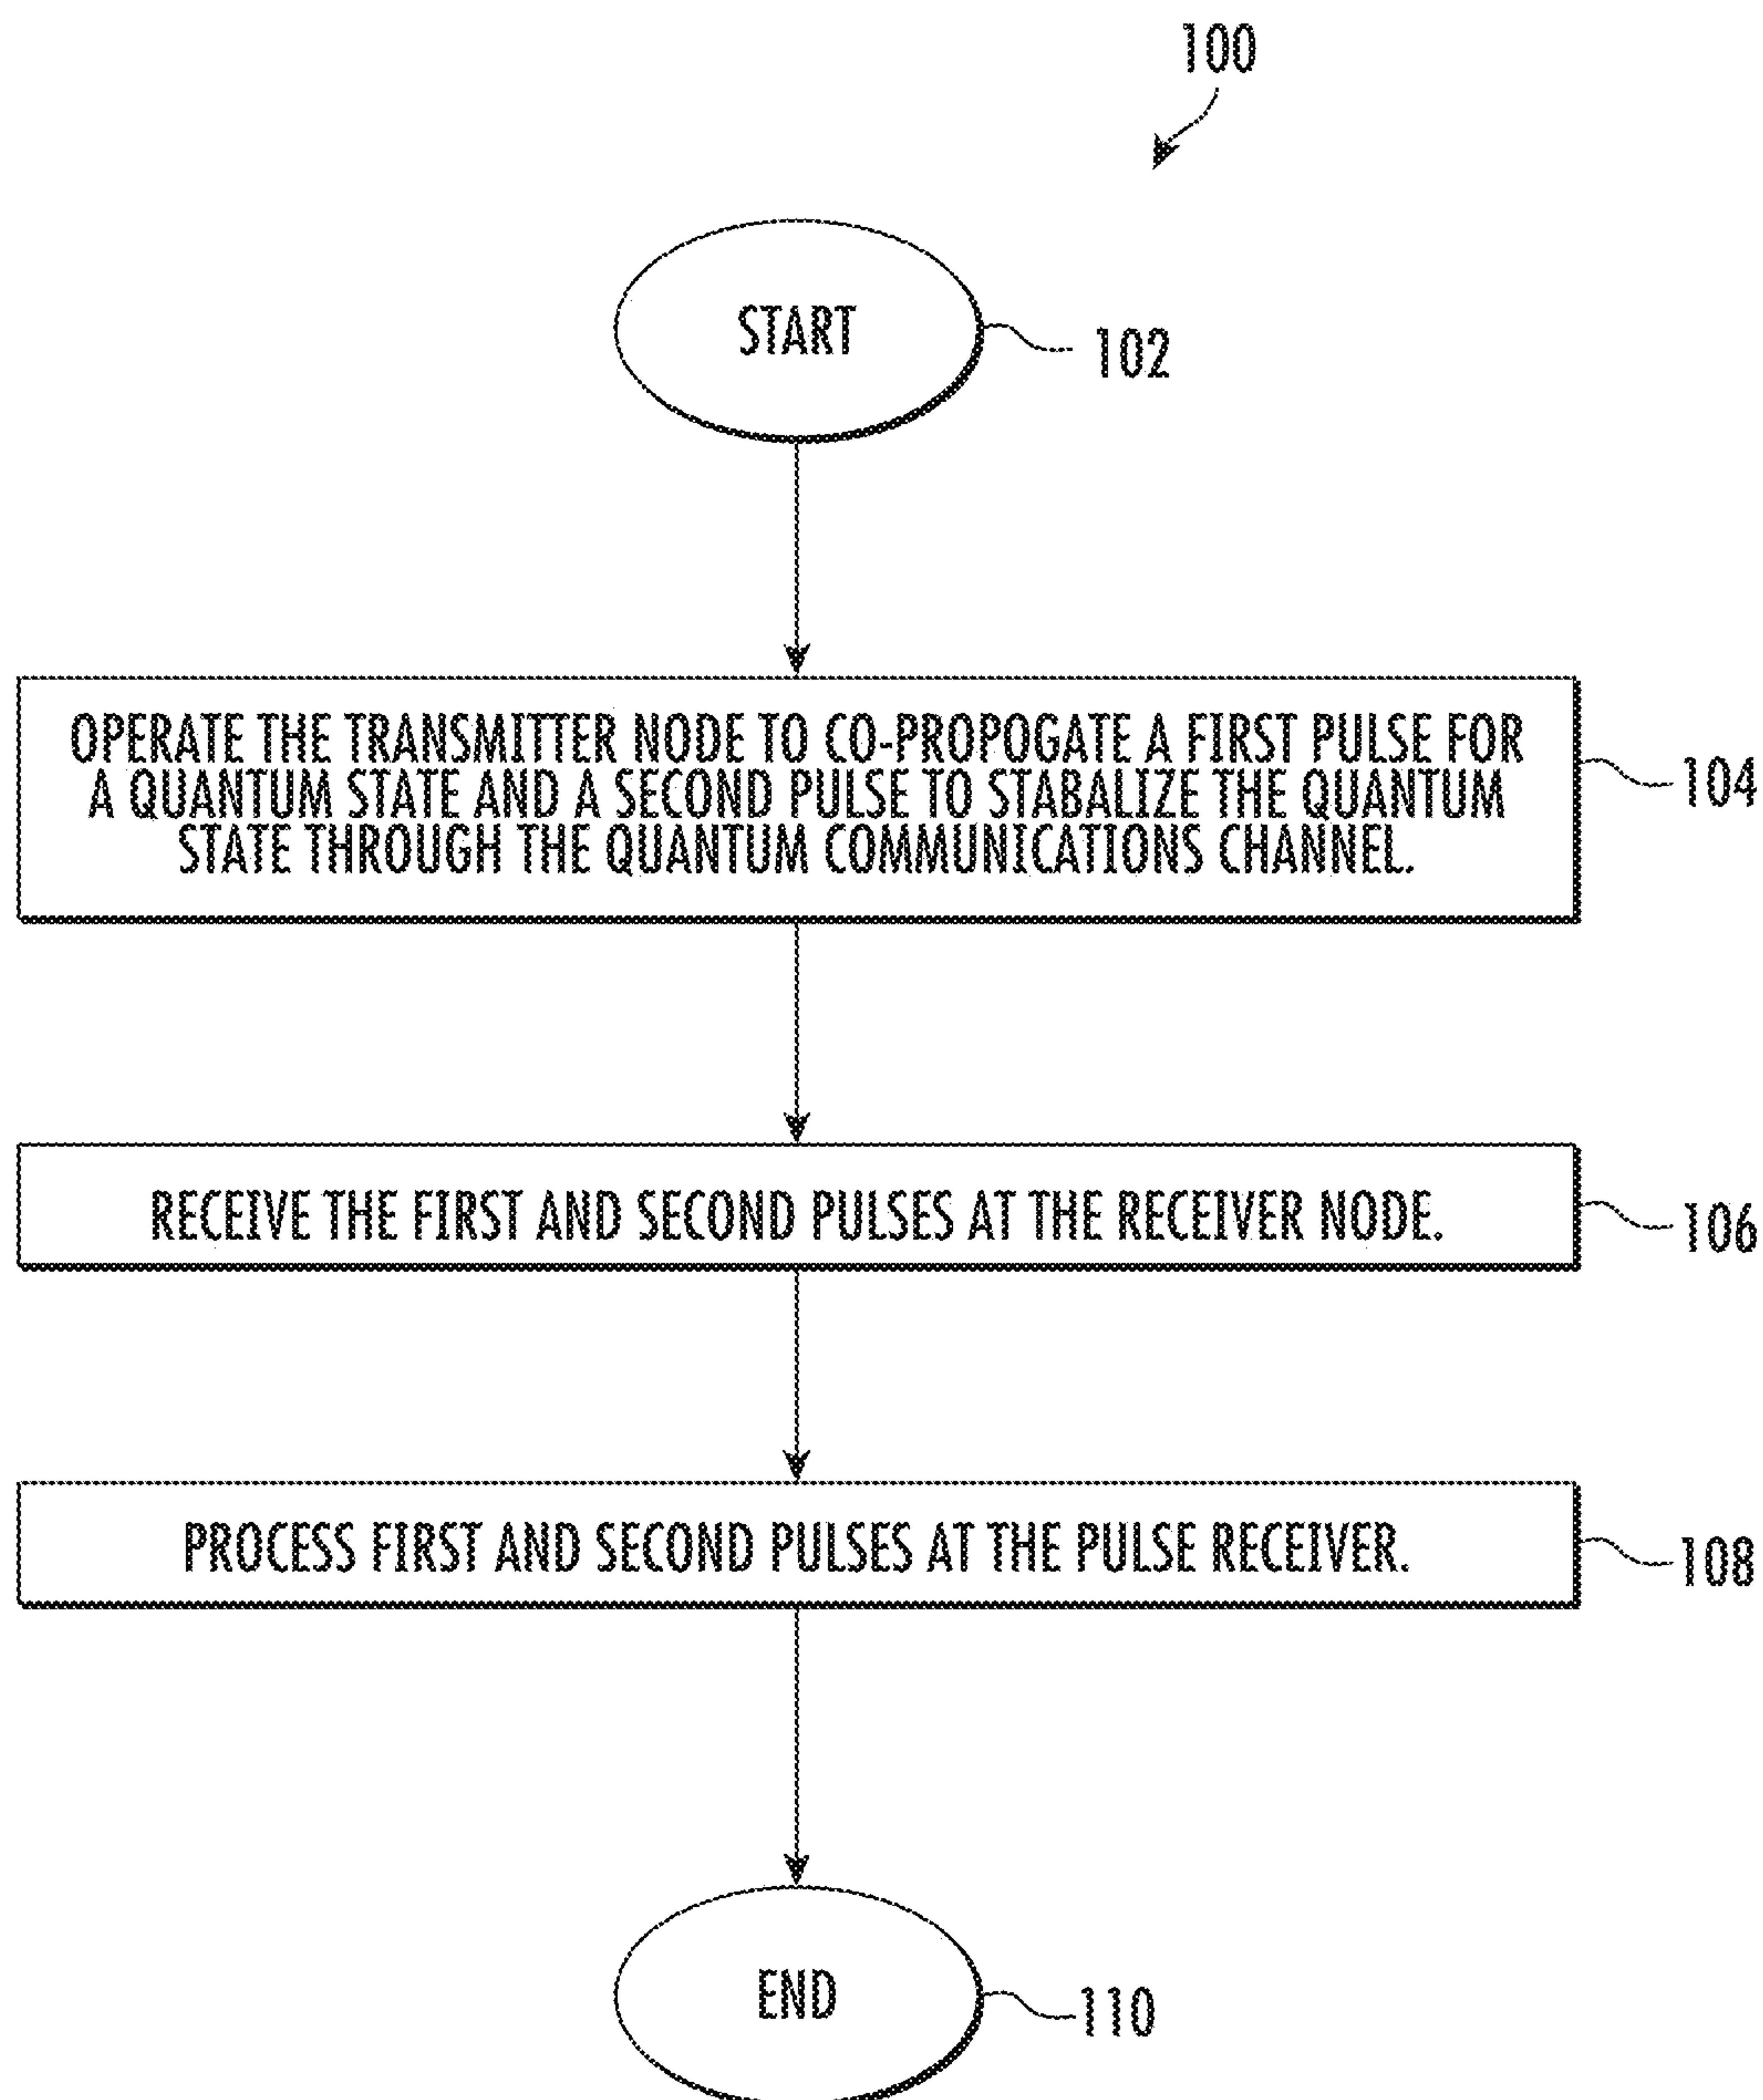 100
START
102
OPERATE THE TRANSMITTER NODE TO CO-PROPOGATE A FIRST PULSE FOR
A QUANTUM STATE AND A SECOND PULSE TO STABALIZE THE QUANTUM
STATE THROUGH THE QUANTUM COMMUNICATIONS CHANNEL.
104
RECEIVE THE FIRST AND SECOND PULSES AT THE RECEIVER NODE.
106
PROCESS FIRST AND SECOND PULSES AT THE PULSE RECEIVER.
108
END
110